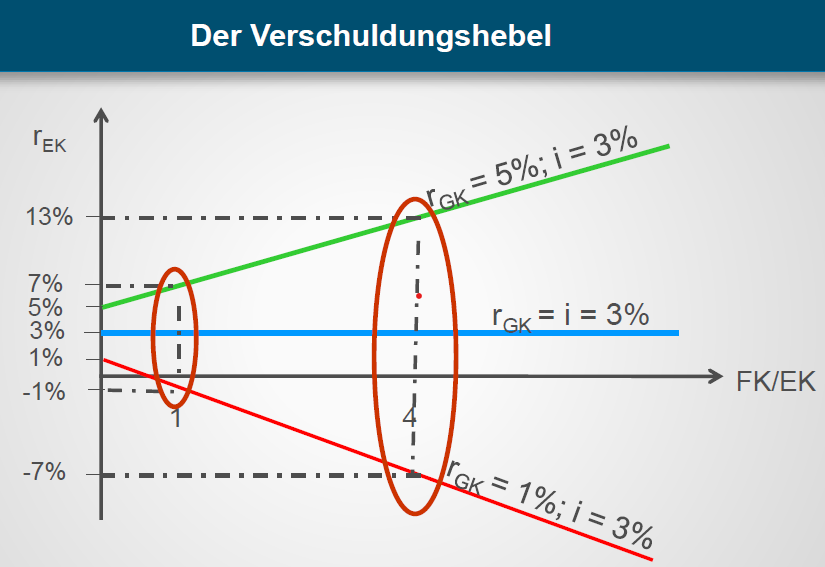 Der Verschuldungshebel
rEK
rGK = 5%; i = 3%
13%
7%
5%
3%
rGK = i = 3%
1%
FK/EK
-1%
1
4
-7%
rGK = 1%; i = 3%